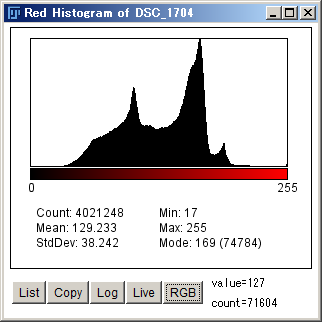 Red Histogram of DSC_1704
0 255
Count: 4021248 Min: 17
Mean: 129.233 Max: 255
StdDev: 38.242 Mode: 169 (74784)
List Copy Log Live RGB
value=127
count=71604